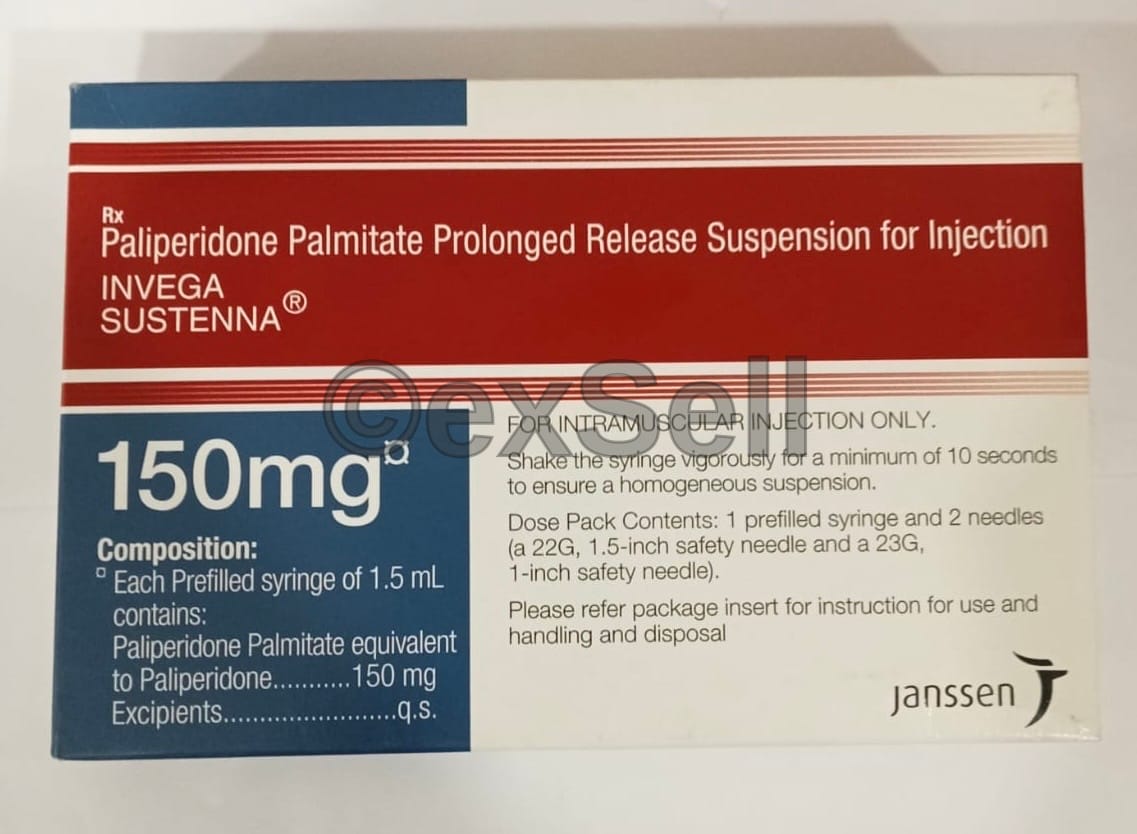 Rx
Paliperidone Palmitate Prolonged Release Suspension for Injection
INVEGA
SUSTENNA®
©exSell
150mg¤
Composition:
¤ Each Prefilled syringe of 1.5 mL
contains:
Paliperidone Palmitate equivalent
to Paliperidone...........150 mg
Excipients........................q.s.
FOR INTRAMUSCULAR INJECTION ONLY.
Shake the syringe vigorously for a minimum of 10 seconds
to ensure a homogeneous suspension.
Dose Pack Contents: 1 prefilled syringe and 2 needles
(a 22G, 1.5-inch safety needle and a 23G,
1-inch safety needle).
Please refer package insert for instruction for use and
handling and disposal
janssen